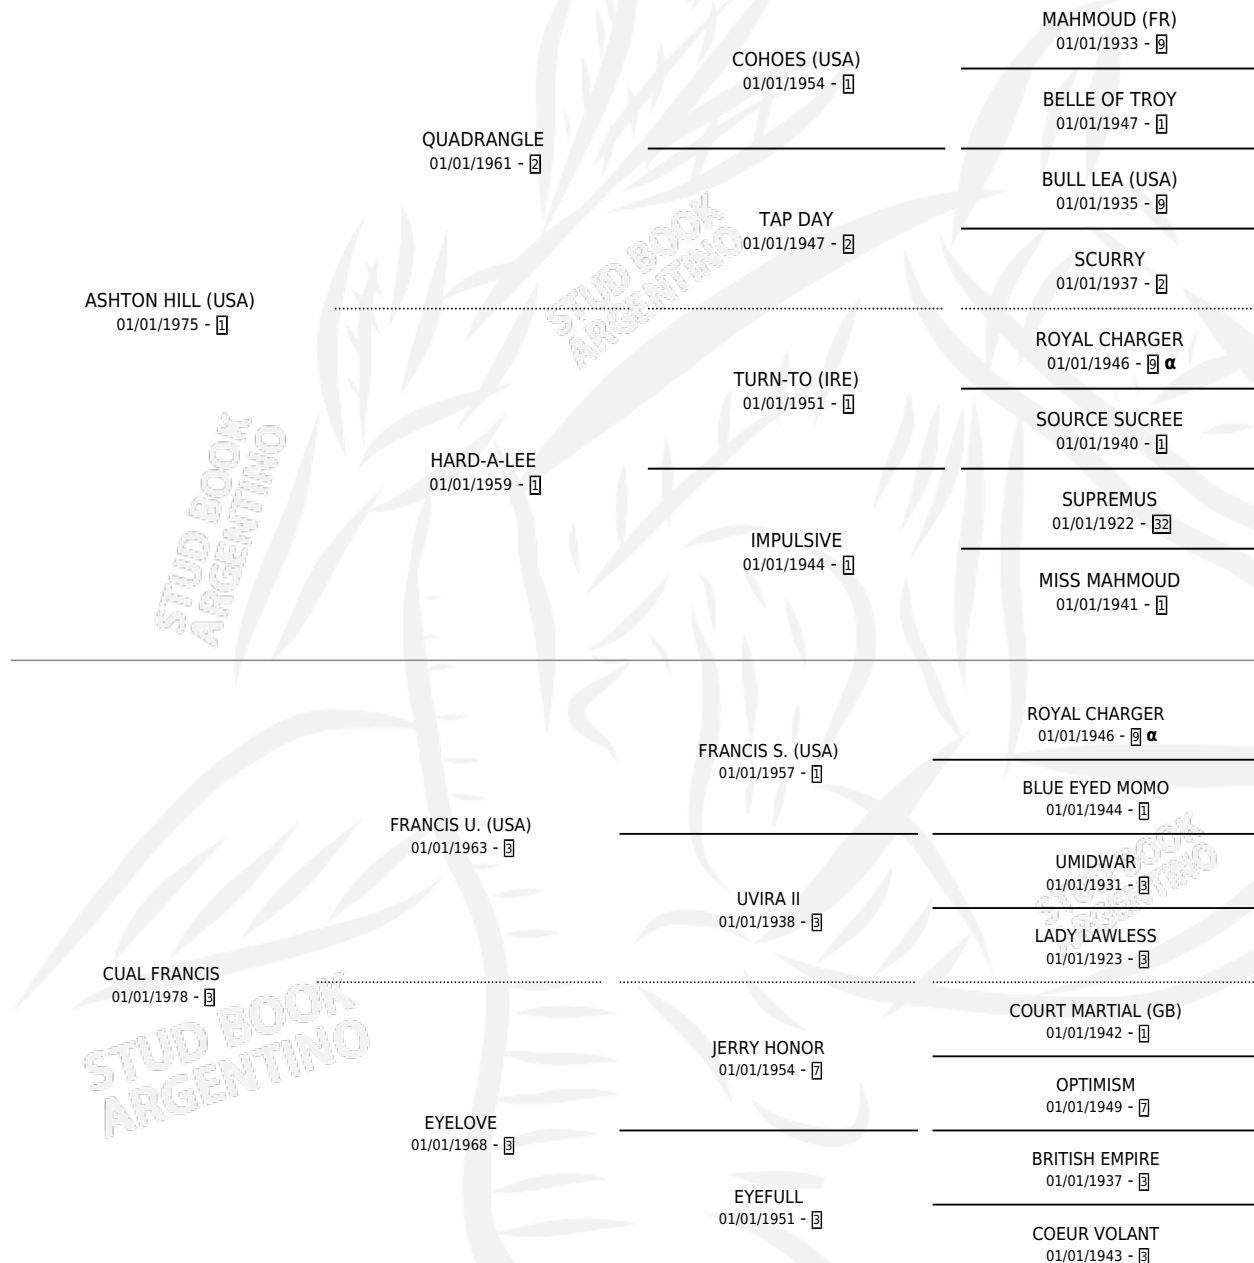 MAHMOUD (FR)
01/01/1933 - 9
COHOES (USA)
01/01/1954 - 1
BELLE OF TROY
01/01/1947 - 1
QUADRANGLE
01/01/1961 - 2
BULL LEA (USA)
01/01/1935 - 9
TAP DAY
01/01/1947 - 2
SCURRY
01/01/1937 - 2
ASHTON HILL (USA)
01/01/1975 - 1
ROYAL CHARGER
01/01/1946 - 9 α
TURN-TO (IRE)
01/01/1951 - 1
SOURCE SUCREE
01/01/1940 - 1
HARD-A-LEE
01/01/1959 - 1
SUPREMUS
01/01/1922 - 32
IMPULSIVE
01/01/1944 - 1
MISS MAHMOUD
01/01/1941 - 1
STUD BOOK
ARGENTINO
STUD BOOK
ARGENTINO
ROYAL CHARGER
01/01/1946 - 9 α
FRANCIS S. (USA)
01/01/1957 - 1
BLUE EYED MOMO
01/01/1944 - 1
FRANCIS U. (USA)
01/01/1963 - 3
UMIDWAR
01/01/1931 - 3
UVIRA II
01/01/1938 - 3
LADY LAWLESS
01/01/1923 - 3
CUAL FRANCIS
01/01/1978 - 3
COURT MARTIAL (GB)
01/01/1942 - 1
JERRY HONOR
01/01/1954 - 7
OPTIMISM
01/01/1949 - 7
EYELOVE
01/01/1968 - 3
BRITISH EMPIRE
01/01/1937 - 3
EYEFULL
01/01/1951 - 3
COEUR VOLANT
01/01/1943 - 3
STUD BOOK
ARGENTINO
STUD BOOK
ARGENTINO